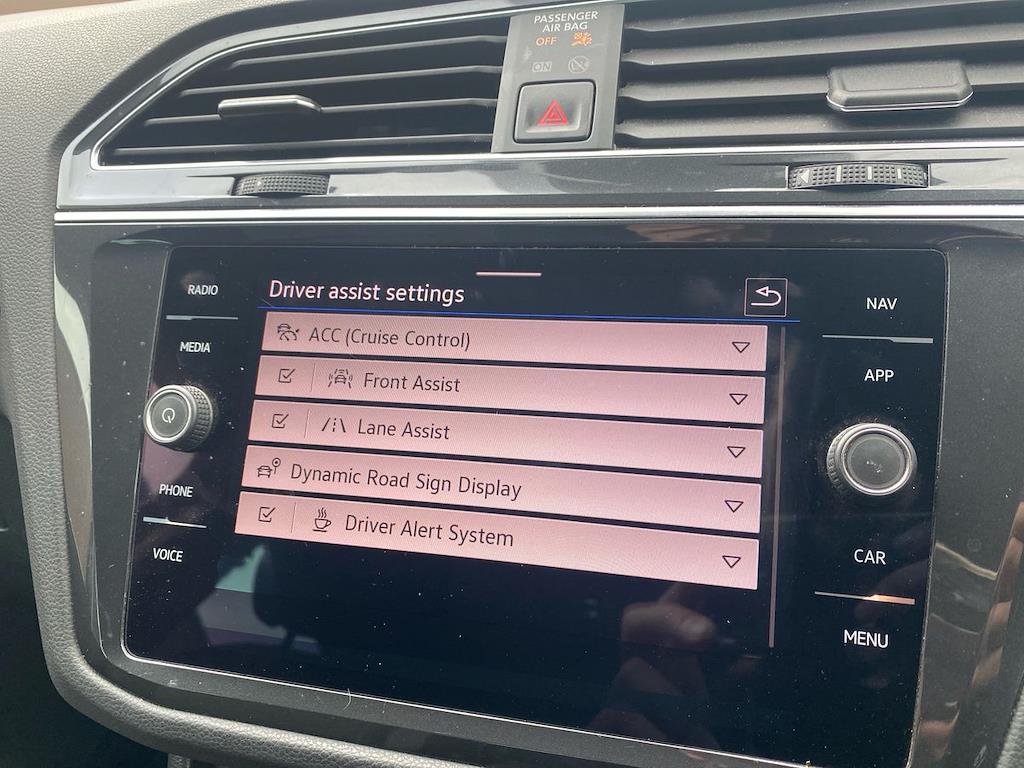 PASSENGER
AIR BAG
OFF
ON
RADIO
MEDIA
PHONE
VOICE
Driver assist settings
ACC (Cruise Control)
Front Assist
Lane Assist
Dynamic Road Sign Display
Driver Alert System
NAV
APP
CAR
MENU